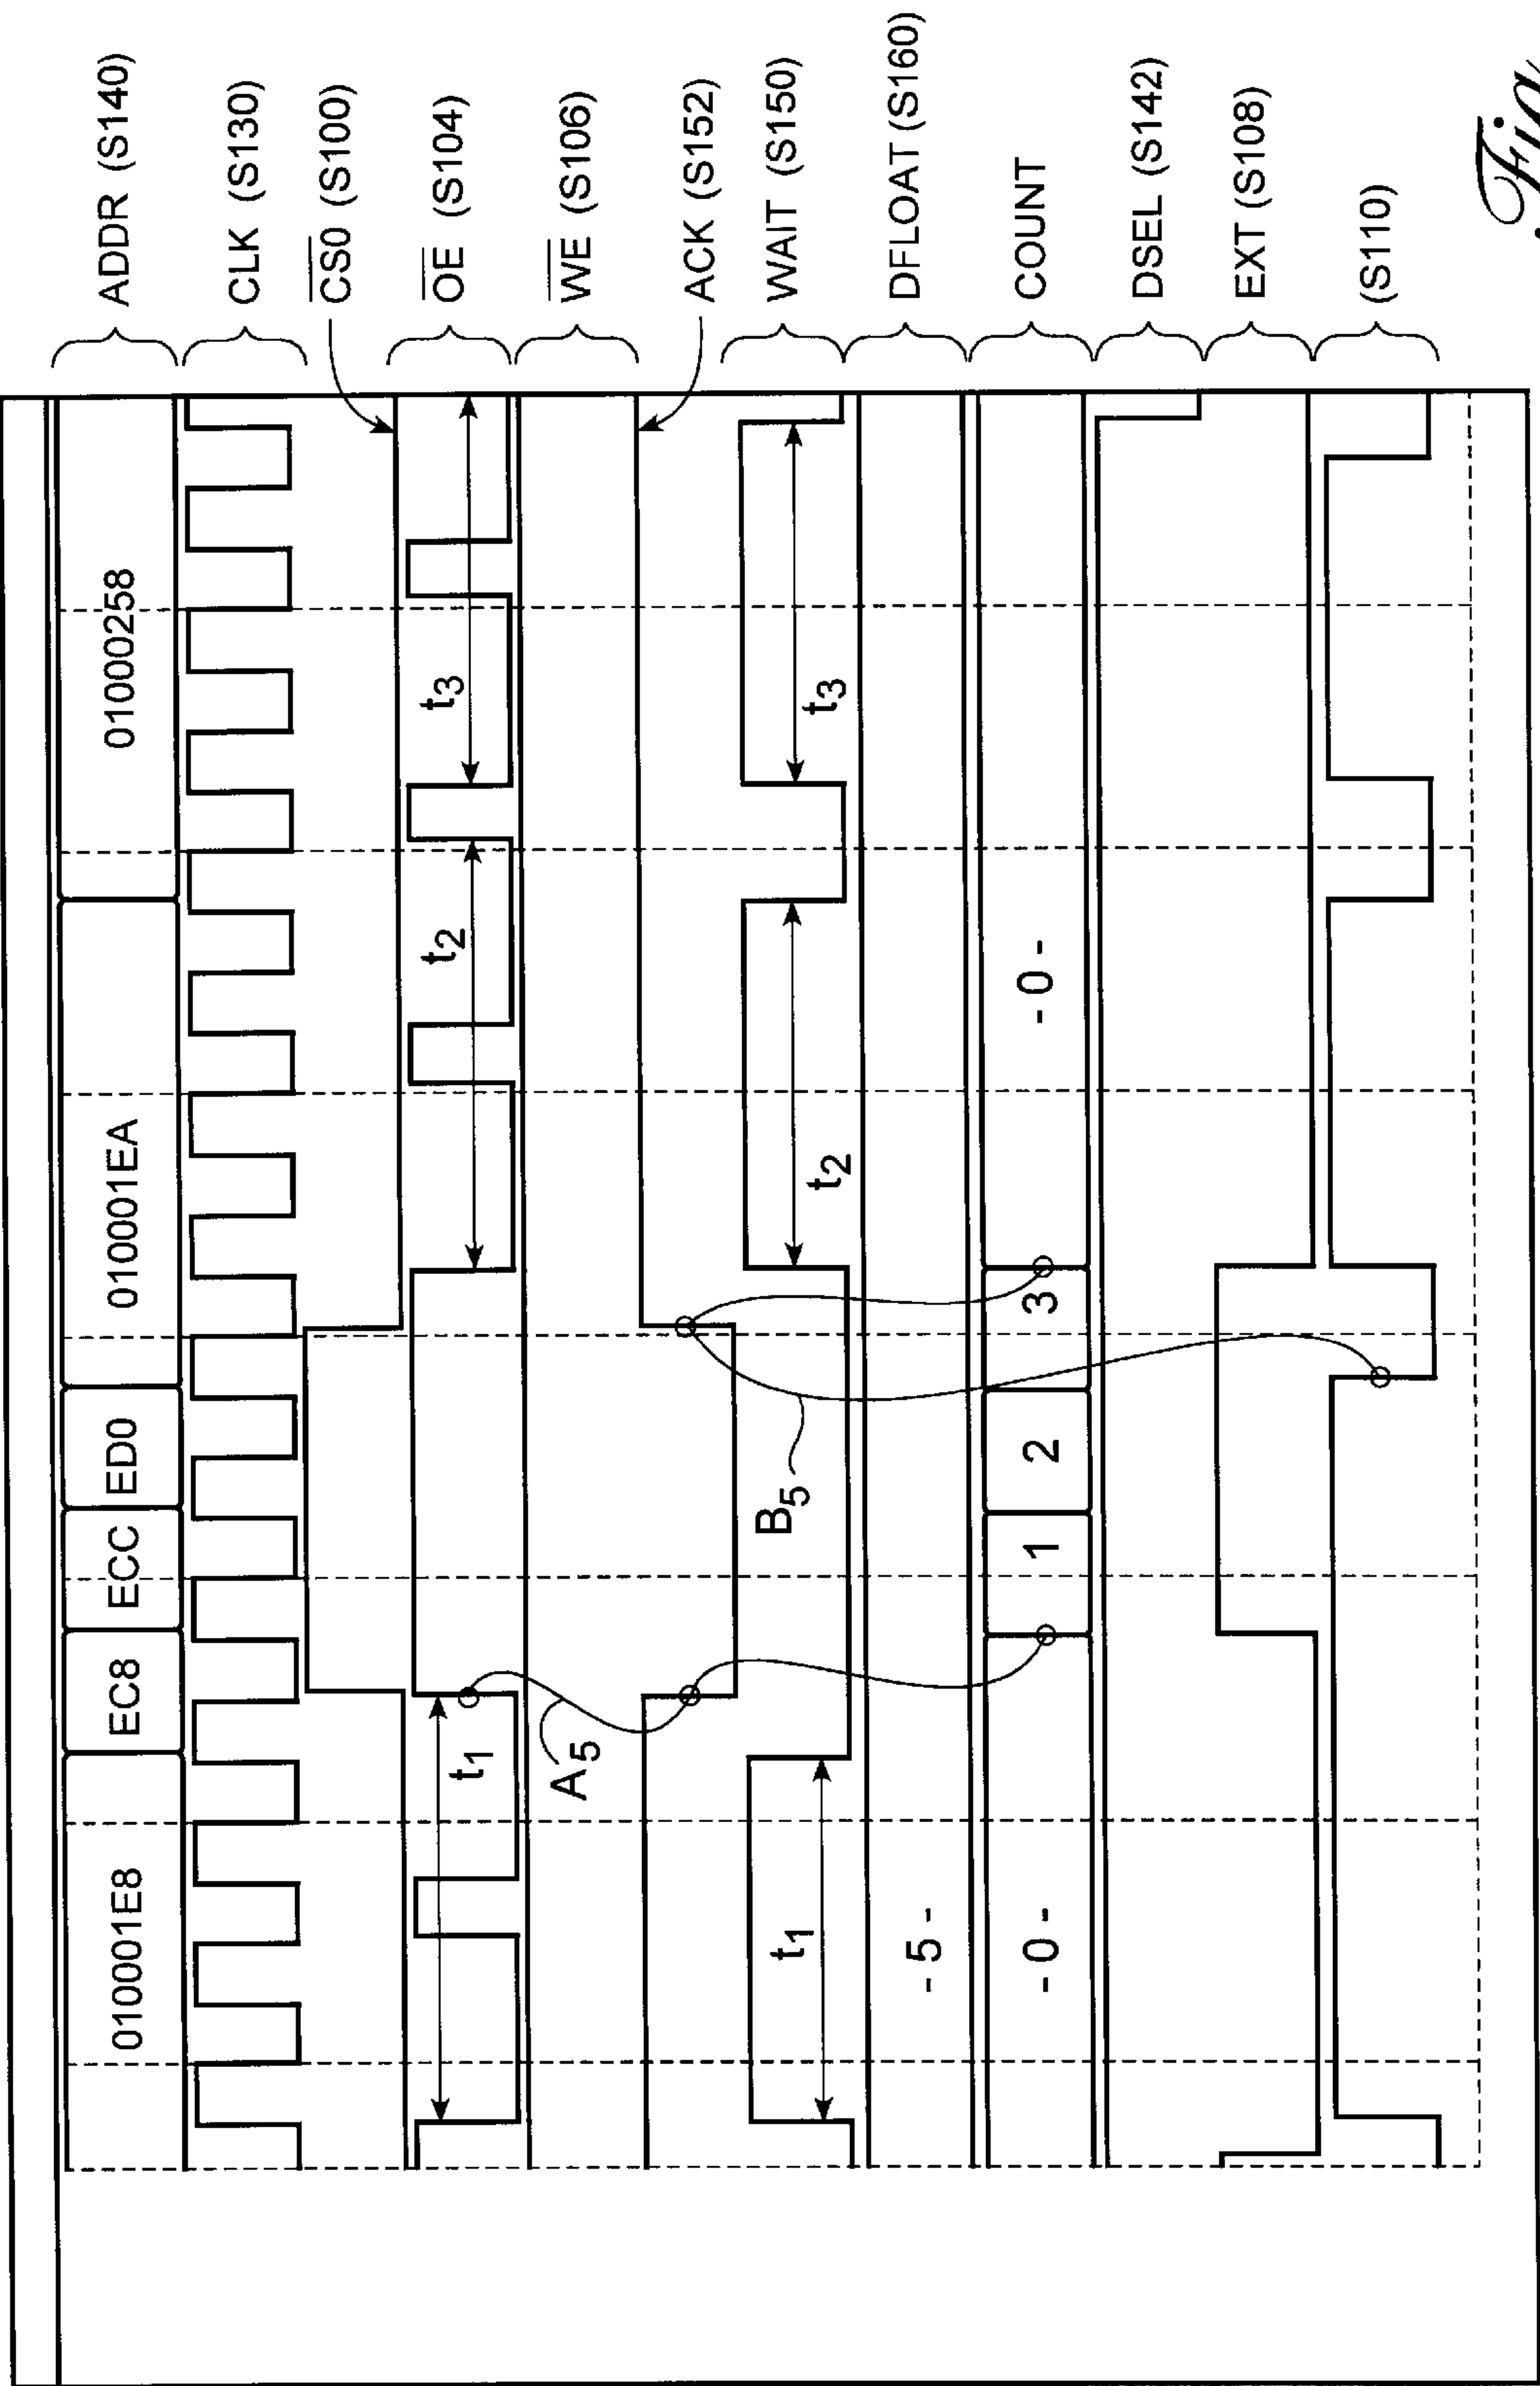 010001E8 EC8 ECC ED0 010001EA 01000258 ADDR (S140)
CLK (S130)
CS0 (S100)
t1 t2 t3 OE (S104)
A5 WE (S106)
ACK (S152)
t1 B5 t2 t3 WAIT (S150)
- 5 - DFLOAT (S160)
- 0 - 1 2 3 - 0 - COUNT
DSEL (S142)
EXT (S108)
(S110)
Fig